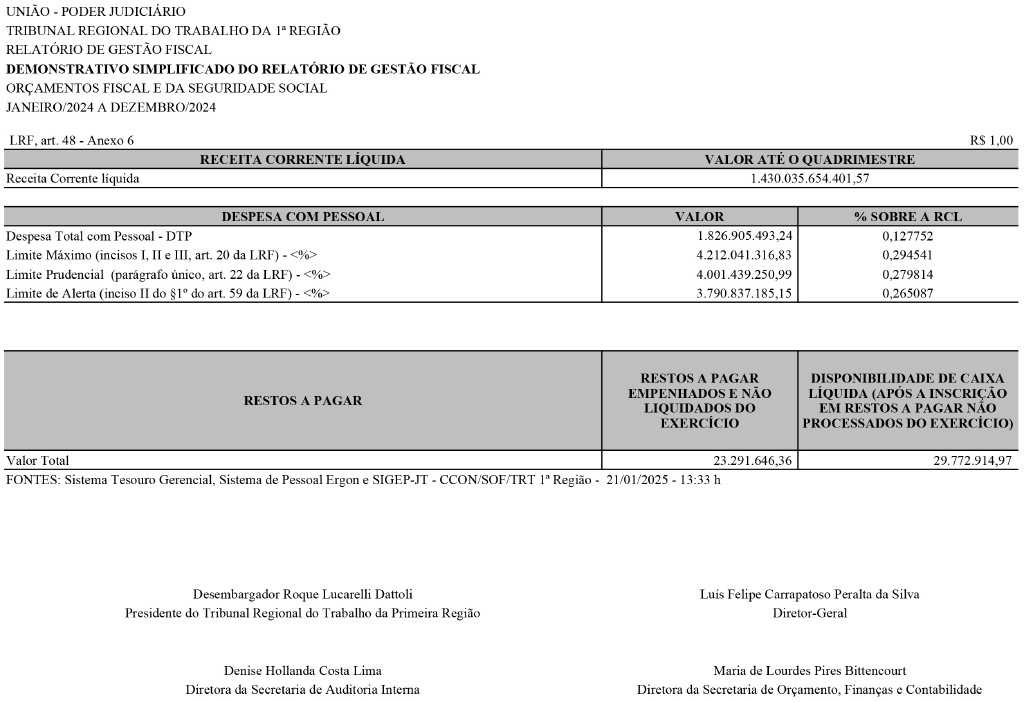 UNIÃO - PODER JUDICIÁRIO
TRIBUNAL REGIONAL DO TRABALHO DA 1ª REGIÃO
RELATÓRIO DE GESTÃO FISCAL
DEMONSTRATIVO SIMPLIFICADO DO RELATÓRIO DE GESTÃO FISCAL
ORÇAMENTOS FISCAL E DA SEGURIDADE SOCIAL
JANEIRO/2024 A DEZEMBRO/2024
LRF, art. 48 - Anexo 6 R$ 1,00
RECEITA CORRENTE LÍQUIDA VALOR ATÉ O QUADRIMESTRE
Receita Corrente líquida 1.430.035.654.401,57
DESPESA COM PESSOAL VALOR % SOBRE A RCL
Despesa Total com Pessoal - DTP 1.826.905.493,24 0,127752
Limite Máximo (incisos I, II e III, art. 20 da LRF) - <%> 4.212.041.316,83 0,294541
Limite Prudencial (parágrafo único, art. 22 da LRF) - <%> 4.001.439.250,99 0,279814
Limite de Alerta (inciso II do §1º do art. 59 da LRF) - <%> 3.790.837.185,15 0,265087
RESTOS A PAGAR
RESTOS A PAGAR
EMPENHADOS E NÃO
LIQUIDADOS DO
EXERCÍCIO
DISPONIBILIDADE DE CAIXA
LÍQUIDA (APÓS A INSCRIÇÃO
EM RESTOS A PAGAR NÃO
PROCESSADOS DO EXERCÍCIO)
Valor Total 23.291.646,36 29.772.914,97
FONTES: Sistema Tesouro Gerencial, Sistema de Pessoal Ergon e SIGEP-JT - CCON/SOF/TRT 1ª Região - 21/01/2025 - 13:33 h
Desembargador Roque Lucarelli Dattoli Luís Felipe Carrapatoso Peralta da Silva
Presidente do Tribunal Regional do Trabalho da Primeira Região Diretor-Geral
Denise Hollanda Costa Lima Maria de Lourdes Pires Bittencourt
Diretora da Secretaria de Auditoria Interna Diretora da Secretaria de Orçamento, Finanças e Contabilidade